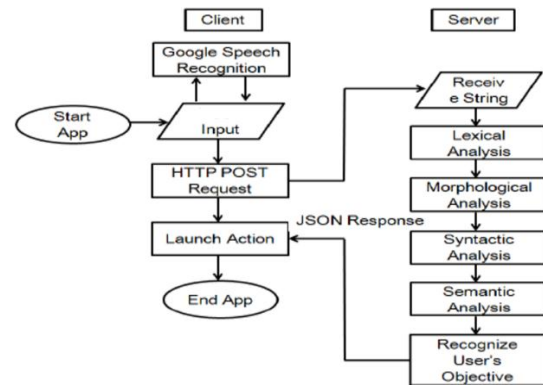 Client
Server
Google Speech
Recognition
Receiv
e String
Start
App
Input
Lexical
Analysis
HTTP POST
Request
Morphological
Analysis
JSON Response
Launch Action
Syntactic
Analysis
End App
Semantic
Analysis
Recognize
User's
Objective